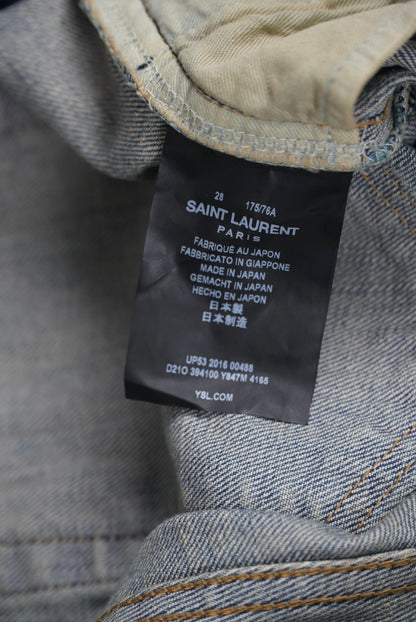 28 175/76A
SAINT LAURENT
PARIS
FABRIQUÉ AU JAPON
FABBRICATO IN GIAPPONE
MADE IN JAPAN
GEMACHT IN JAPAN
HECHO EN JAPON
日本製
日本制造
UP53 2016 00488
D21O 394100 Y847M 4165
YSL.COM